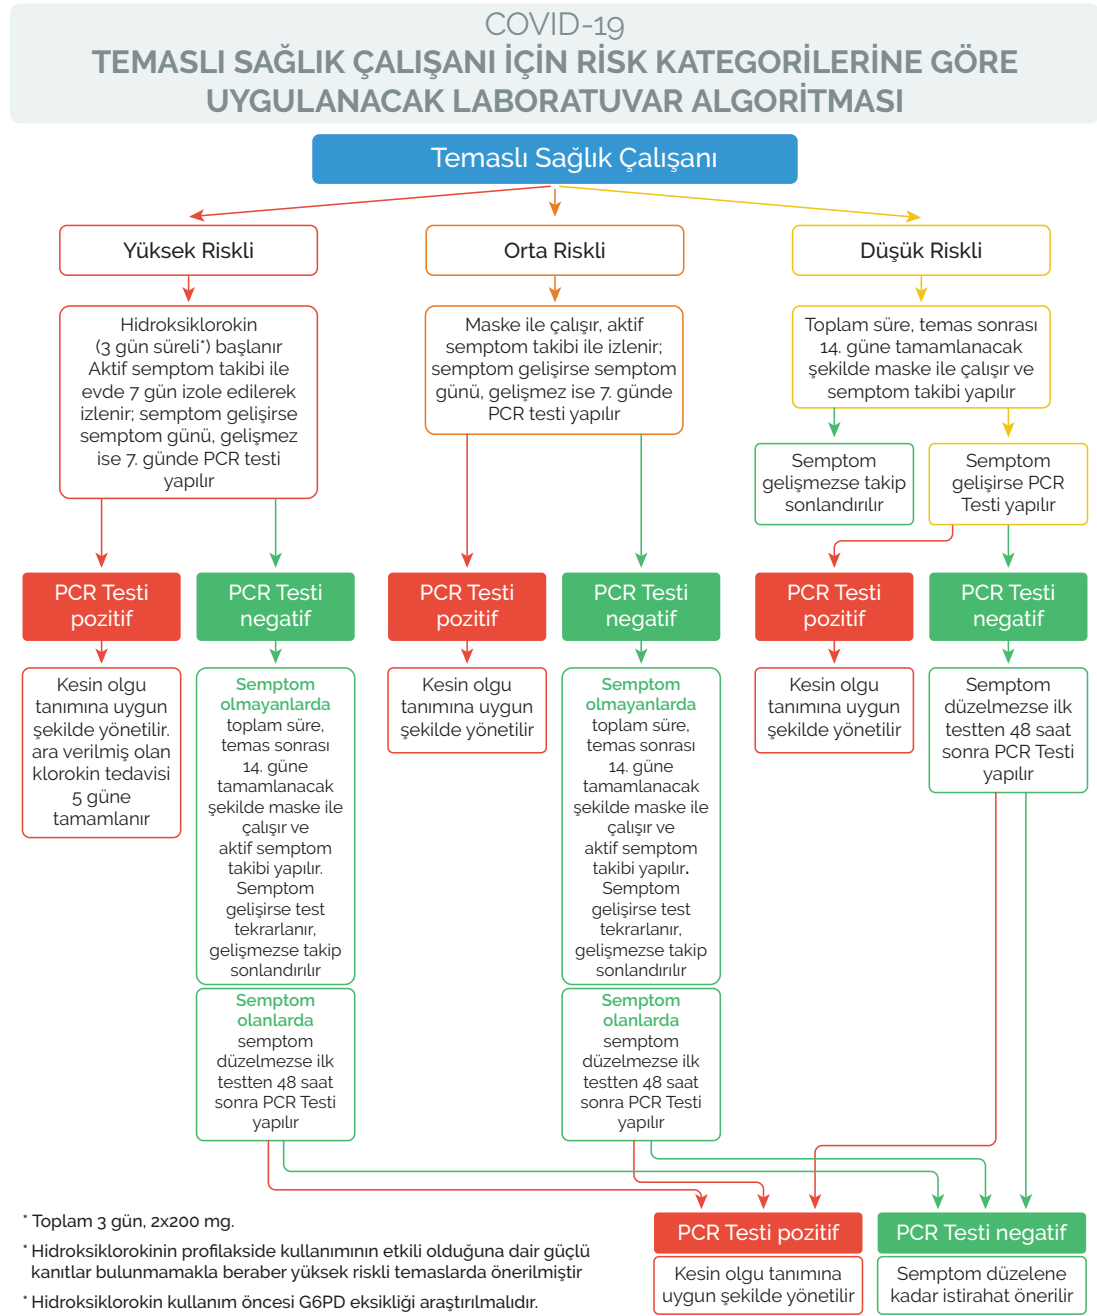 COVID-19
TEMASLI SAĞLIK ÇALIŞANI İÇİN RİSK KATEGORİLERİNE GÖRE
UYGULANACAK LABORATUVAR ALGORİTMASI
Temaslı Sağlık Çalışanı
Yüksek Riskli
Hidroksiklorokin
(3 gün süreli*) başlanır
Aktif semptom takibi ile
evde 7 gün izole edilerek
izlenir; semptom gelişirse
semptom günü, gelişmez
ise 7. günde PCR testi
yapılır
PCR Testi
pozitif
Kesin olgu
tanımına uygun
şekilde yönetilir.
ara verilmiş olan
klorokin tedavisi
5 güne
tamamlanır
PCR Testi
negatif
Semptom
olmayanlarda
toplam süre,
temas sonrası
14. güne
tamamlanacak
şekilde maske ile
çalışır ve
aktif semptom
takibi yapılır.
Semptom
gelişirse test
tekrarlanır,
gelişmezse takip
sonlandırılır
Semptom
olanlarda
semptom
düzelmezse ilk
testten 48 saat
sonra PCR Testi
yapılır
Orta Riskli
Maske ile çalışır, aktif
semptom takibi ile izlenir;
semptom gelişirse semptom
günü, gelişmez ise 7. günde
PCR testi yapılır
PCR Testi
pozitif
Kesin olgu
tanımına uygun
şekilde yönetilir
PCR Testi
negatif
Semptom
olmayanlarda
toplam süre,
temas sonrası
14. güne
tamamlanacak
şekilde maske ile
çalışır ve
aktif semptom
takibi yapılır.
Semptom
gelişirse test
tekrarlanır,
gelişmezse takip
sonlandırılır
Semptom
olanlarda
semptom
düzelmezse ilk
testten 48 saat
sonra PCR Testi
yapılır
Düşük Riskli
Toplam süre, temas sonrası
14. güne tamamlanacak
şekilde maske ile çalışır ve
semptom takibi yapılır
Semptom
gelişmezse takip
sonlandırılır
Semptom
gelişirse PCR
Testi yapılır
PCR Testi
pozitif
Kesin olgu
tanımına uygun
şekilde yönetilir
PCR Testi
negatif
Semptom
düzelmezse ilk
testten 48 saat
sonra PCR Testi
yapılır
PCR Testi pozitif
Kesin olgu tanımına
uygun şekilde yönetilir
PCR Testi negatif
Semptom düzelene
kadar istirahat önerilir
* Toplam 3 gün, 2x200 mg.
* Hidroksiklorokinin profilakside kullanımının etkili olduğuna dair güçlü
kanıtlar bulunmamakla beraber yüksek riskli temaslarda önerilmiştir
* Hidroksiklorokin kullanım öncesi G6PD eksikliği araştırılmalıdır.